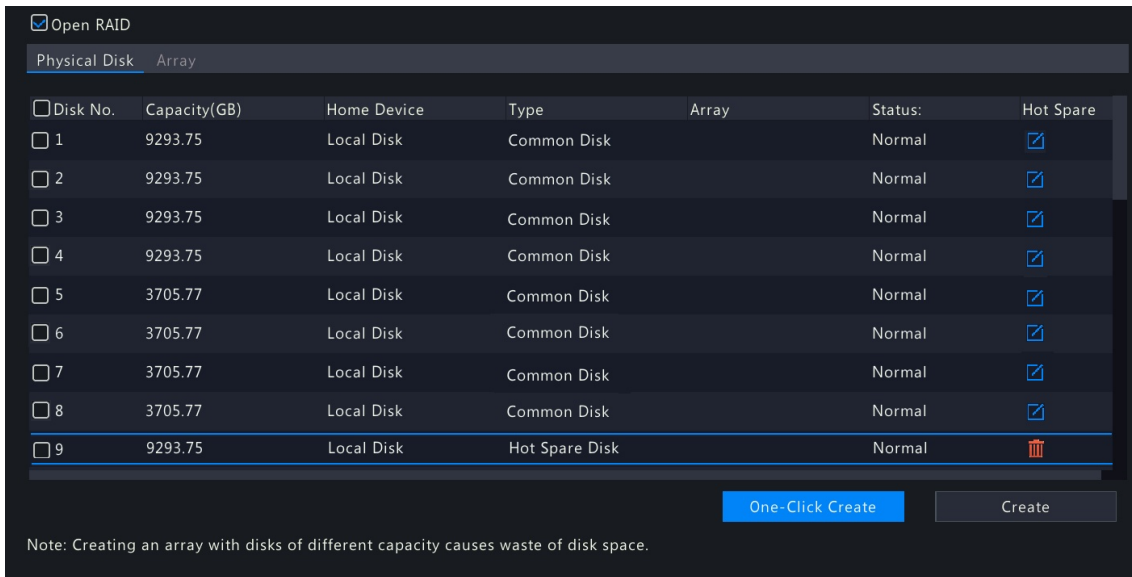 Open RAID
Physical Disk Array
Disk No. Capacity(GB) Home Device Type Array Status: Hot Spare
1 9293.75 Local Disk Common Disk Normal
2 9293.75 Local Disk Common Disk Normal
3 9293.75 Local Disk Common Disk Normal
4 9293.75 Local Disk Common Disk Normal
5 3705.77 Local Disk Common Disk Normal
6 3705.77 Local Disk Common Disk Normal
7 3705.77 Local Disk Common Disk Normal
8 3705.77 Local Disk Common Disk Normal
9 9293.75 Local Disk Hot Spare Disk Normal
One-Click Create Create
Note: Creating an array with disks of different capacity causes waste of disk space.